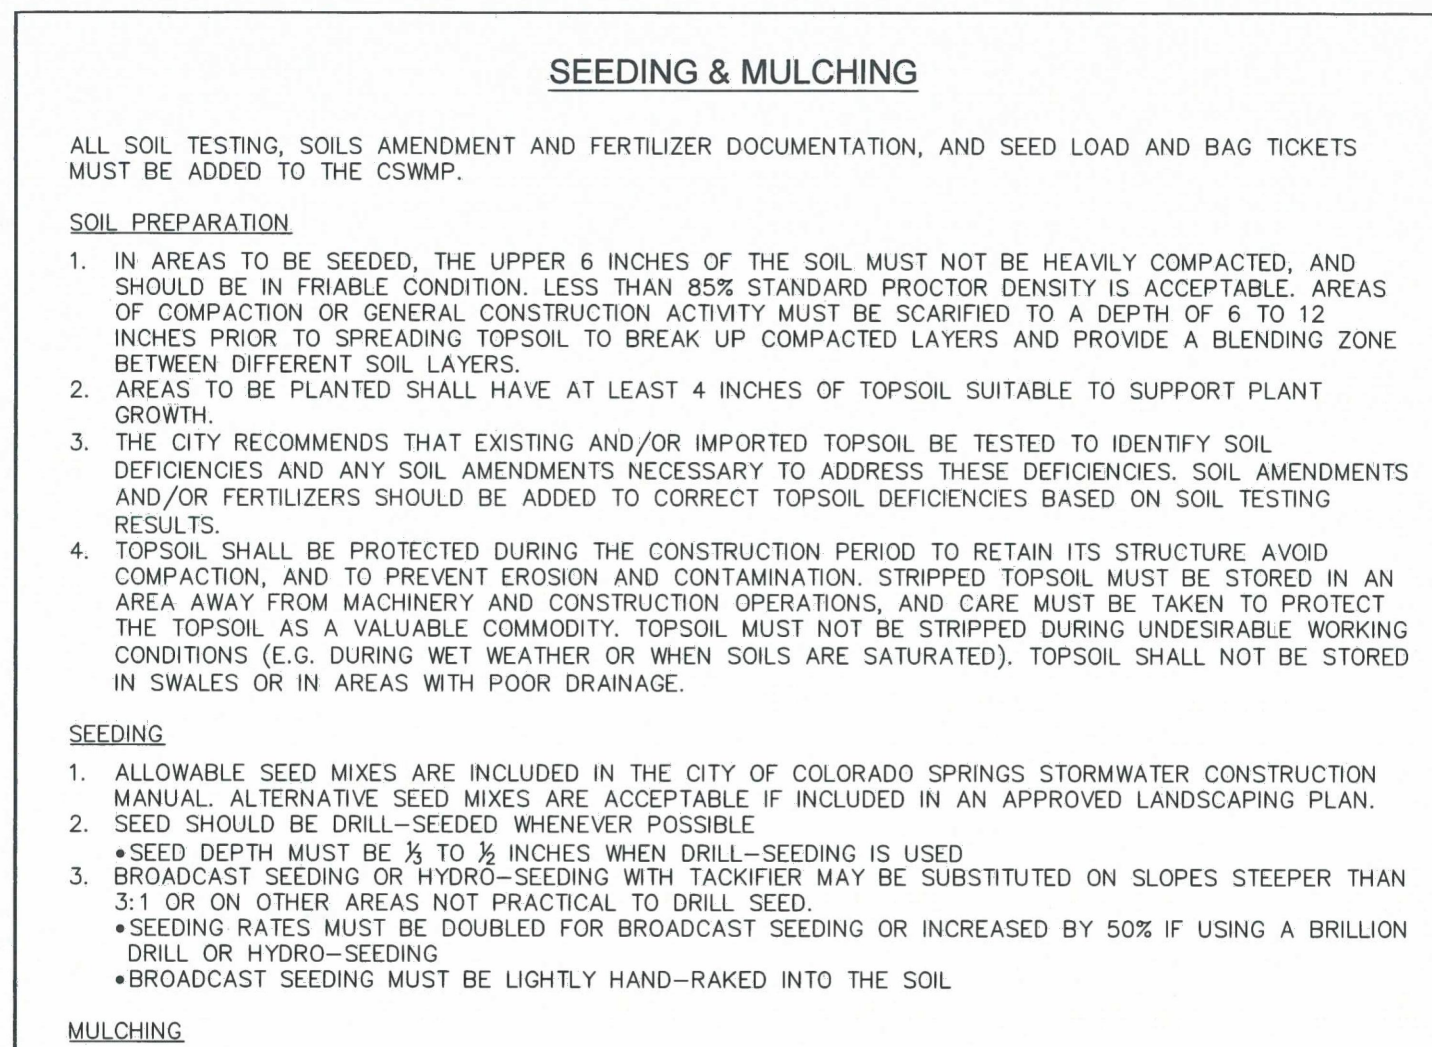 SEEDING & MULCHING
ALL SOIL TESTING, SOILS AMENDMENT AND FERTILIZER DOCUMENTATION, AND SEED LOAD AND BAG TICKETS
MUST BE ADDED TO THE CSWMP.
SOIL PREPARATION
1. IN AREAS TO BE SEEDED, THE UPPER 6 INCHES OF THE SOIL MUST NOT BE HEAVILY COMPACTED, AND
SHOULD BE IN FRIABLE CONDITION. LESS THAN 85% STANDARD PROCTOR DENSITY IS ACCEPTABLE. AREAS
OF COMPACTION OR GENERAL CONSTRUCTION ACTIVITY MUST BE SCARIFIED TO A DEPTH OF 6 TO 12
INCHES PRIOR TO SPREADING TOPSOIL TO BREAK UP COMPACTED LAYERS AND PROVIDE A BLENDING ZONE
BETWEEN DIFFERENT SOIL LAYERS.
2. AREAS TO BE PLANTED SHALL HAVE AT LEAST 4 INCHES OF TOPSOIL SUITABLE TO SUPPORT PLANT
GROWTH.
3. THE CITY RECOMMENDS THAT EXISTING AND/OR IMPORTED TOPSOIL BE TESTED TO IDENTIFY SOIL
DEFICIENCIES AND ANY SOIL AMENDMENTS NECESSARY TO ADDRESS THESE DEFICIENCIES. SOIL AMENDMENTS
AND/OR FERTILIZERS SHOULD BE ADDED TO CORRECT TOPSOIL DEFICIENCIES BASED ON SOIL TESTING
RESULTS.
4. TOPSOIL SHALL BE PROTECTED DURING THE CONSTRUCTION PERIOD TO RETAIN ITS STRUCTURE AVOID
COMPACTION, AND TO PREVENT EROSION AND CONTAMINATION. STRIPPED TOPSOIL MUST BE STORED IN AN
AREA AWAY FROM MACHINERY AND CONSTRUCTION OPERATIONS, AND CARE MUST BE TAKEN TO PROTECT
THE TOPSOIL AS A VALUABLE COMMODITY. TOPSOIL MUST NOT BE STRIPPED DURING UNDESIRABLE WORKING
CONDITIONS (E.G. DURING WET WEATHER OR WHEN SOILS ARE SATURATED). TOPSOIL SHALL NOT BE STORED
IN SWALES OR IN AREAS WITH POOR DRAINAGE.
SEEDING
1. ALLOWABLE SEED MIXES ARE INCLUDED IN THE CITY OF COLORADO SPRINGS STORMWATER CONSTRUCTION
MANUAL. ALTERNATIVE SEED MIXES ARE ACCEPTABLE IF INCLUDED IN AN APPROVED LANDSCAPING PLAN.
2. SEED SHOULD BE DRILL–SEEDED WHENEVER POSSIBLE
•SEED DEPTH MUST BE ⅓ TO ½ INCHES WHEN DRILL–SEEDING IS USED
3. BROADCAST SEEDING OR HYDRO–SEEDING WITH TACKIFIER MAY BE SUBSTITUTED ON SLOPES STEEPER THAN
3:1 OR ON OTHER AREAS NOT PRACTICAL TO DRILL SEED.
•SEEDING RATES MUST BE DOUBLED FOR BROADCAST SEEDING OR INCREASED BY 50% IF USING A BRILLION
DRILL OR HYDRO–SEEDING
•BROADCAST SEEDING MUST BE LIGHTLY HAND–RAKED INTO THE SOIL
MULCHING